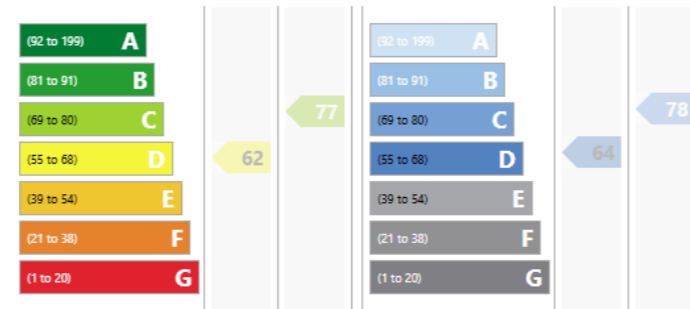 (92 to 199) A
(81 to 91) B
(69 to 80) C
(55 to 68) D
(39 to 54) E
(21 to 38) F
(1 to 20) G
62
77
(92 to 199) A
(81 to 91) B
(69 to 80) C
(55 to 68) D
(39 to 54) E
(21 to 38) F
(1 to 20) G
64
78